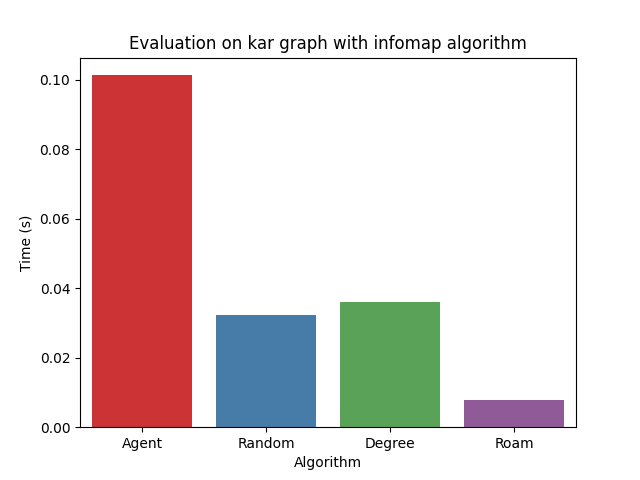 Evaluation on kar graph with infomap algorithm
0.10
0.08
0.06
0.04
0.02
0.00
Time (s)
Agent Random Degree Roam
Algorithm